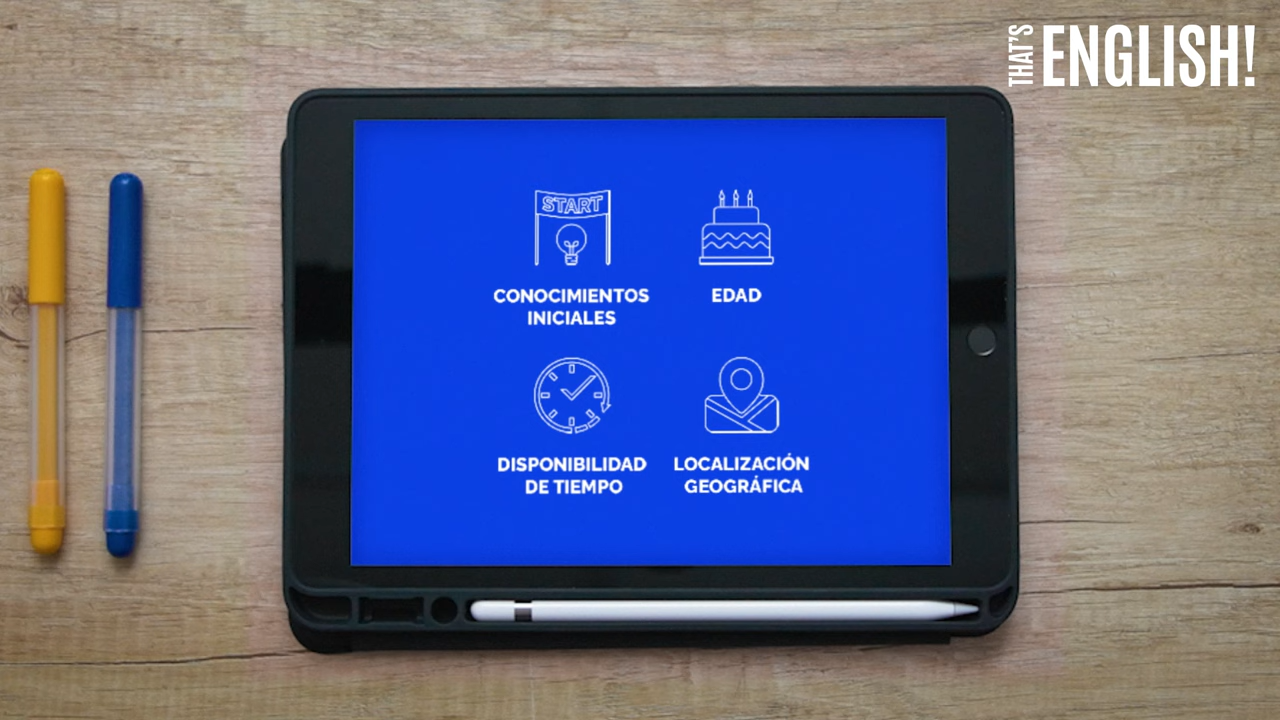 THAT'S ENGLISH!
START
CONOCIMIENTOS
INICIALES
EDAD
DISPONIBILIDAD
DE TIEMPO
LOCALIZACIÓN
GEOGRÁFICA